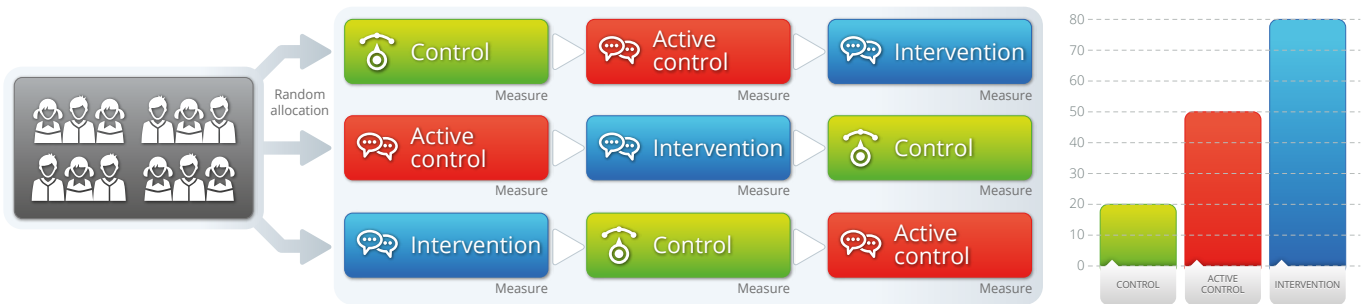 Random
allocation
Control
Active
control
Intervention
Measure
Measure
Measure
Active
control
Intervention
Control
Measure
Measure
Measure
Intervention
Control
Active
control
Measure
Measure
Measure
80
70
60
50
40
30
20
10
0
CONTROL
ACTIVE
CONTROL
INTERVENTION